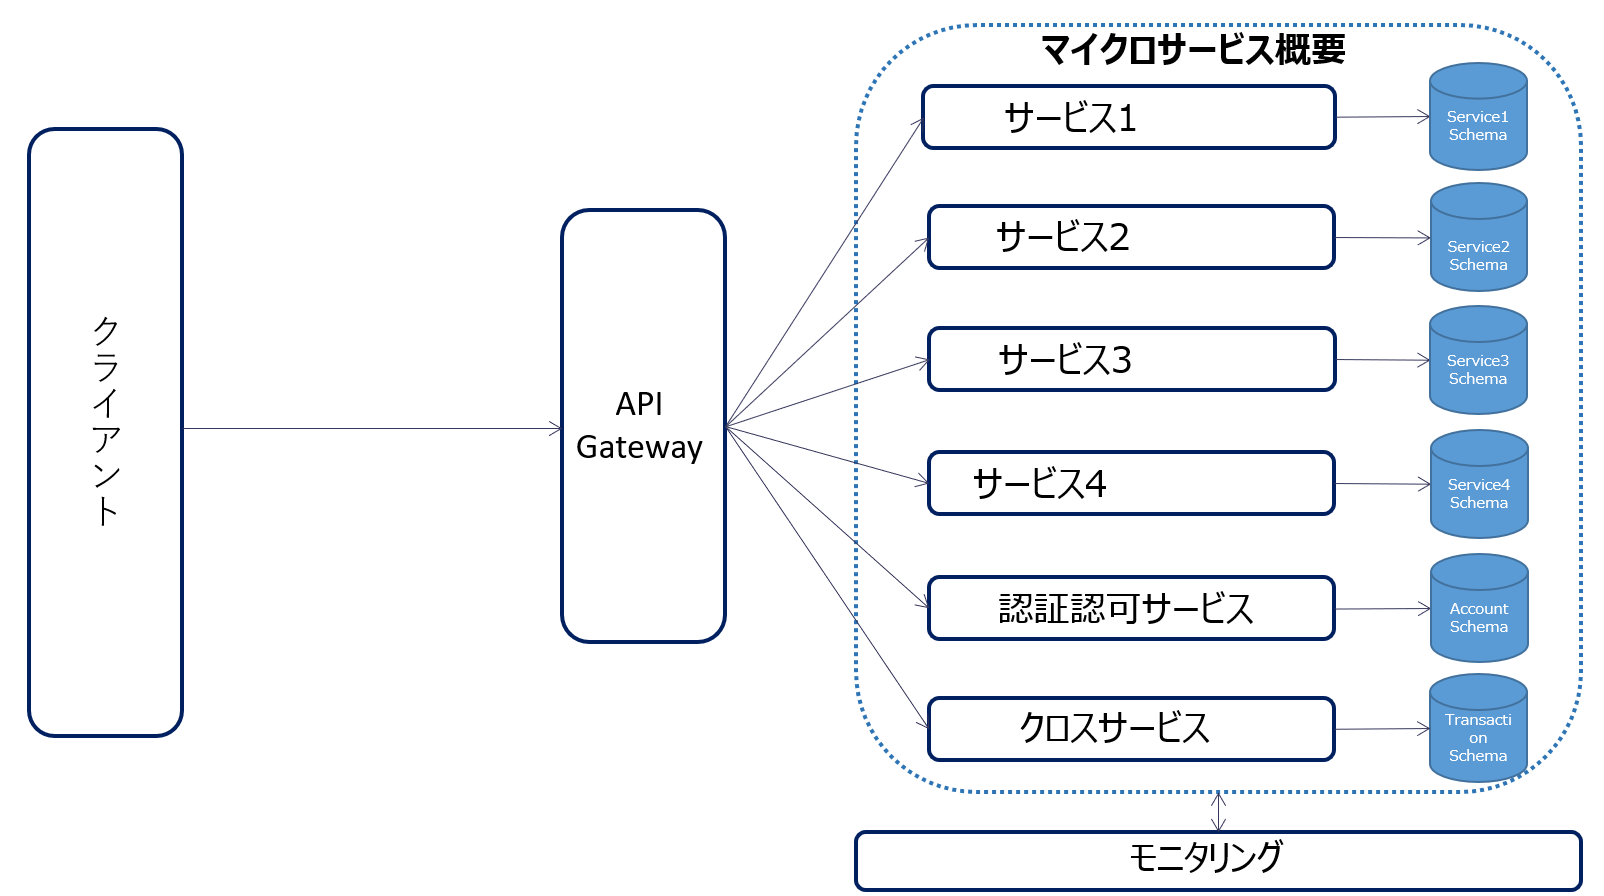 マイクロサービス概要
クライアント
API
Gateway
サービス1
Service1
Schema
サービス2
Service2
Schema
サービス3
Service3
Schema
サービス4
Service4
Schema
認証認可サービス
Account
Schema
クロスサービス
Transacti
on
Schema
モニタリング